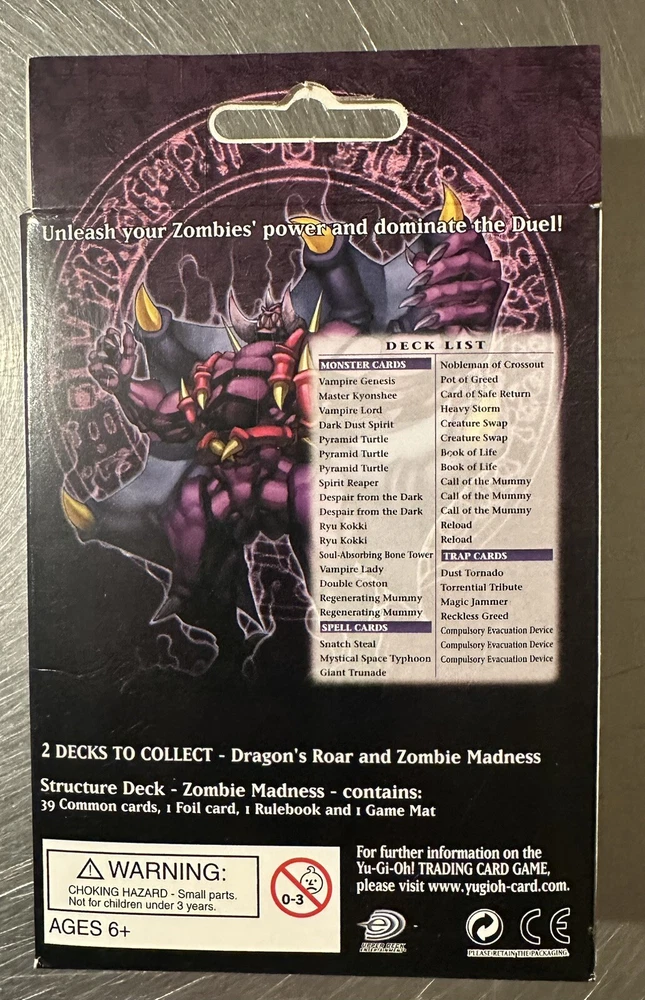 Unleash your Zombies' power and dominate the Duel!
DECK LIST
MONSTER CARDS
Vampire Genesis
Master Kyonshee
Vampire Lord
Dark Dust Spirit
Pyramid Turtle
Pyramid Turtle
Pyramid Turtle
Spirit Reaper
Despair from the Dark
Despair from the Dark
Ryu Kokki
Ryu Kokki
Soul-Absorbing Bone Tower
Vampire Lady
Double Coston
Regenerating Mummy
Regenerating Mummy
SPELL CARDS
Snatch Steal
Mystical Space Typhoon
Giant Trunade
Nobleman of Crossout
Pot of Greed
Card of Safe Return
Heavy Storm
Creature Swap
Creature Swap
Book of Life
Book of Life
Call of the Mummy
Call of the Mummy
Call of the Mummy
Reload
Reload
TRAP CARDS
Dust Tornado
Torrential Tribute
Magic Jammer
Reckless Greed
Compulsory Evacuation Device
Compulsory Evacuation Device
Compulsory Evacuation Device
2 DECKS TO COLLECT - Dragon's Roar and Zombie Madness
Structure Deck - Zombie Madness - contains:
39 Common cards, 1 Foil card, 1 Rulebook and 1 Game Mat
WARNING:
CHOKING HAZARD - Small parts.
Not for children under 3 years.
AGES 6+
0-3
For further information on the
Yu-Gi-Oh! TRADING CARD GAME,
please visit www.yugioh-card.com.
UPPER DECK
ENTERTAINMENT
CE
PLEASE RETAIN THE PACKAGING